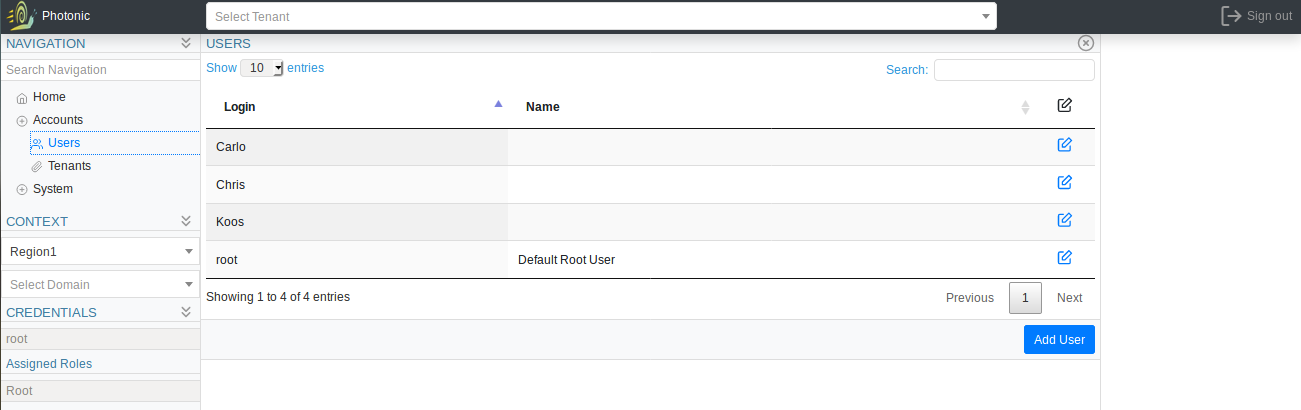 Photonic
Select Tenant
Sign out
NAVIGATION
Search Navigation
Home
Accounts
Users
Tenants
System
CONTEXT
Region1
Select Domain
CREDENTIALS
root
Assigned Roles
Root
USERS
Show 10 entries
Search:
Login Name
Carlo
Chris
Koos
root Default Root User
Showing 1 to 4 of 4 entries
Previous 1 Next
Add User